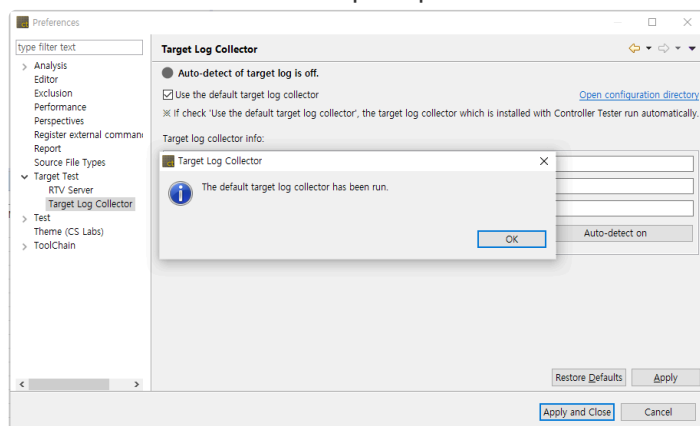 Preferences
type filter text
Target Log Collector
Analysis
Editor
Exclusion
Performance
Perspectives
Register external comman
Report
Source File Types
Target Test
RTV Server
Target Log Collector
Test
Theme (CS Labs)
ToolChain
Auto-detect of target log is off.
Use the default target log collector
Open configuration directory
※ If check 'Use the default target log collector', the target log collector which is installed with Controller Tester run automatically.
Target log collector info:
Target Log Collector
The default target log collector has been run.
OK
Auto-detect on
Restore Defaults
Apply
Apply and Close
Cancel